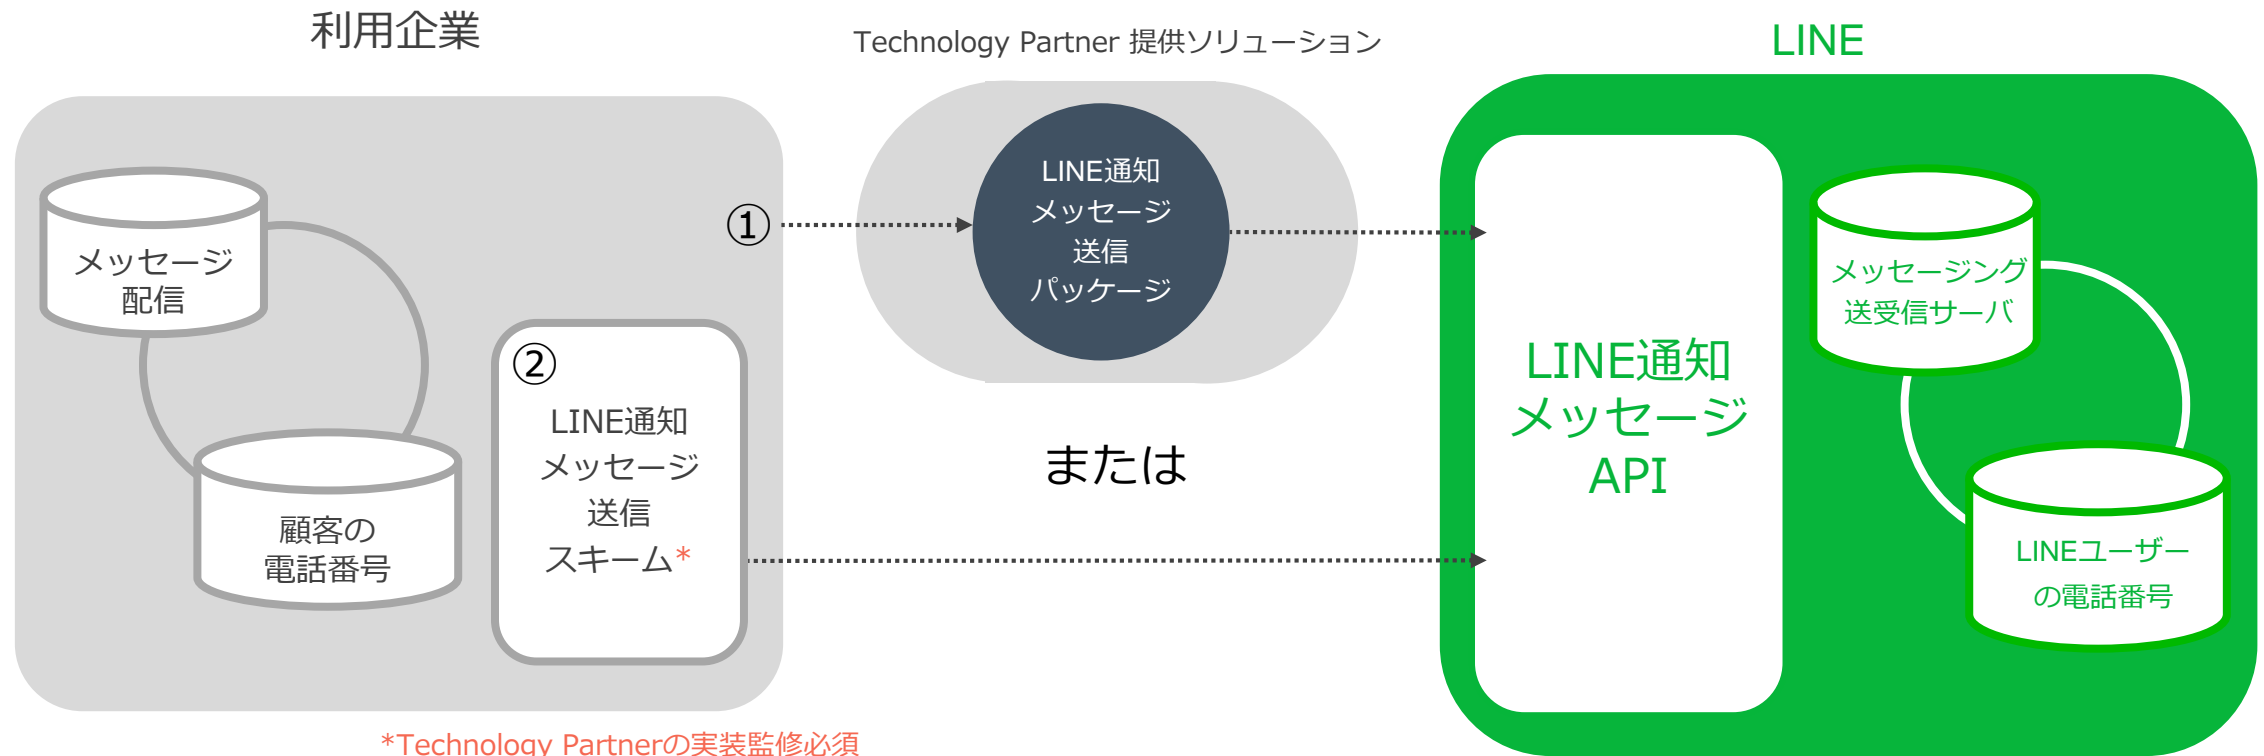 利用企業
Technology Partner 提供ソリューション
LINE
メッセージ
配信
顧客の
電話番号
①
②
LINE通知
メッセージ
送信
スキーム*
LINE通知
メッセージ
送信
パッケージ
または
LINE通知
メッセージ
API
メッセージング
送受信サーバ
LINEユーザー
の電話番号
*Technology Partnerの実装監修必須